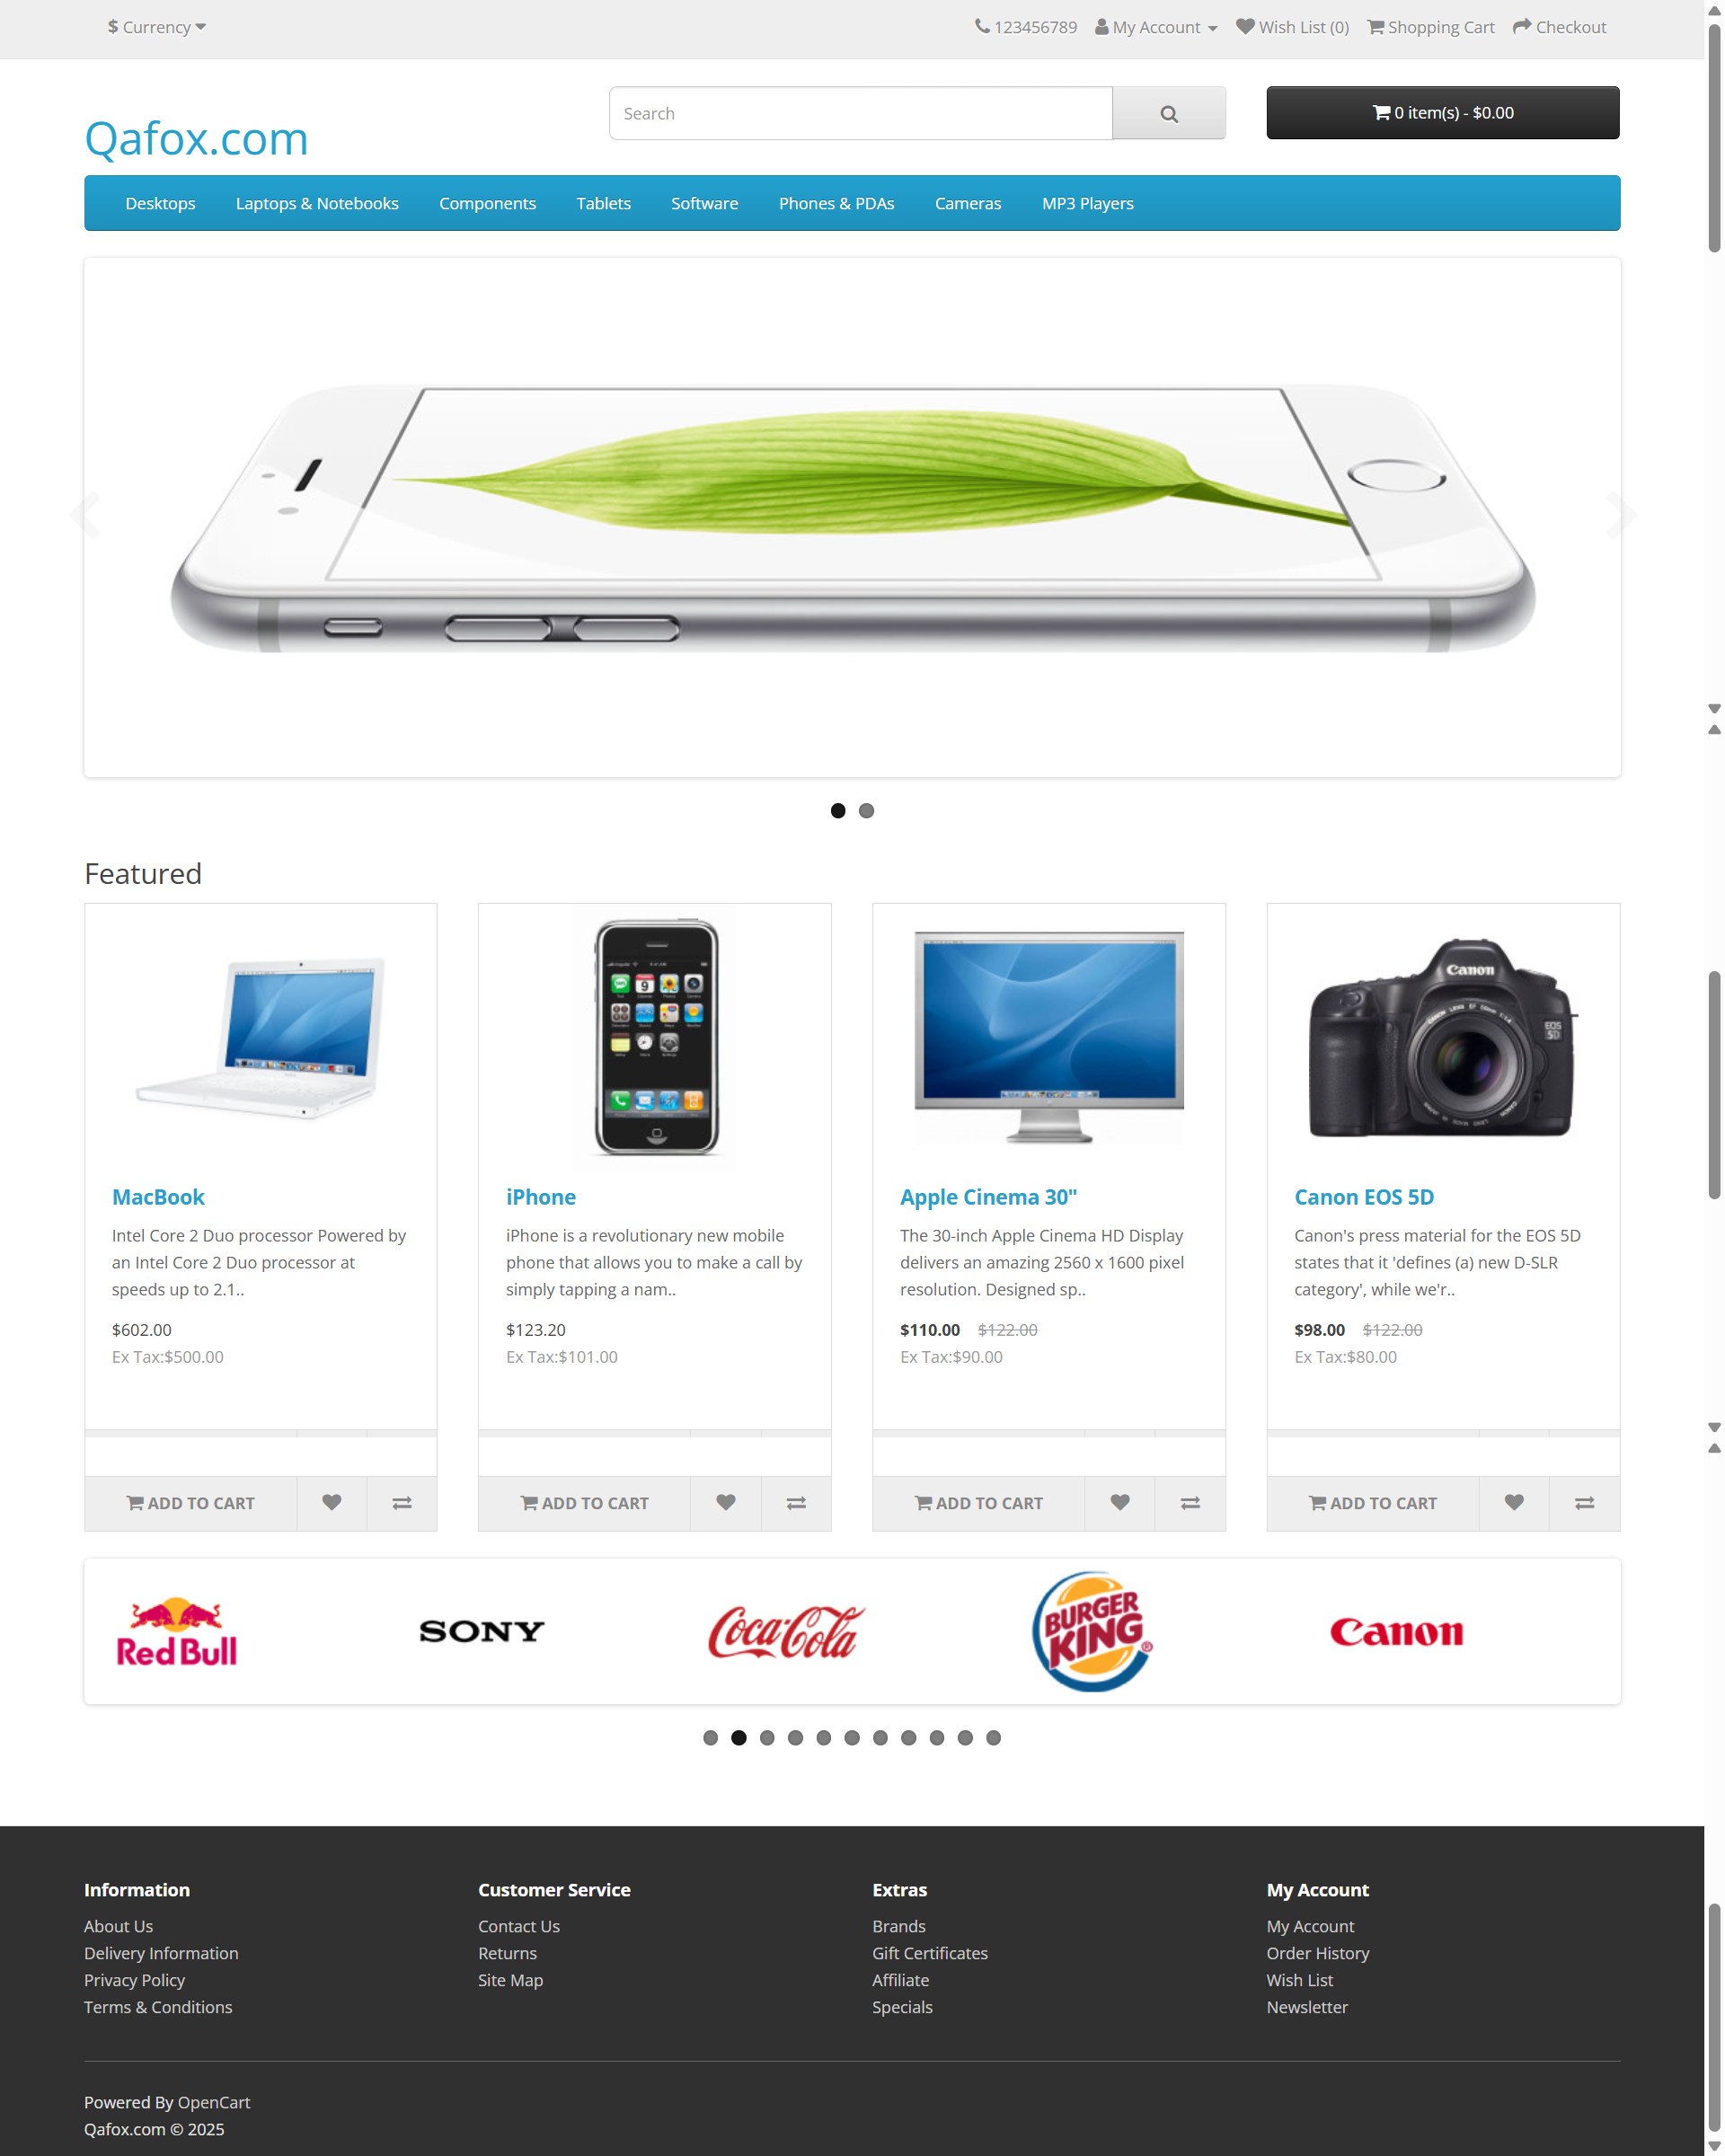 $ Currency
123456789 My Account Wish List (0) Shopping Cart Checkout
Qafox.com
Search
0 item(s) - $0.00
Desktops Laptops & Notebooks Components Tablets Software Phones & PDAs Cameras MP3 Players
Featured
Canon
EOS
5D
MacBook
Intel Core 2 Duo processor Powered by
an Intel Core 2 Duo processor at
speeds up to 2.1..
$602.00
Ex Tax:$500.00
ADD TO CART
iPhone
iPhone is a revolutionary new mobile
phone that allows you to make a call by
simply tapping a nam..
$123.20
Ex Tax:$101.00
ADD TO CART
Apple Cinema 30"
The 30-inch Apple Cinema HD Display
delivers an amazing 2560 x 1600 pixel
resolution. Designed sp..
$110.00 $122.00
Ex Tax:$90.00
ADD TO CART
Canon EOS 5D
Canon's press material for the EOS 5D
states that it 'defines (a) new D-SLR
category', while we'r..
$98.00 $122.00
Ex Tax:$80.00
ADD TO CART
Red Bull
SONY
Coca-Cola
BURGER
KING®
Canon
Information
About Us
Delivery Information
Privacy Policy
Terms & Conditions
Customer Service
Contact Us
Returns
Site Map
Extras
Brands
Gift Certificates
Affiliate
Specials
My Account
My Account
Order History
Wish List
Newsletter
Powered By OpenCart
Qafox.com © 2025